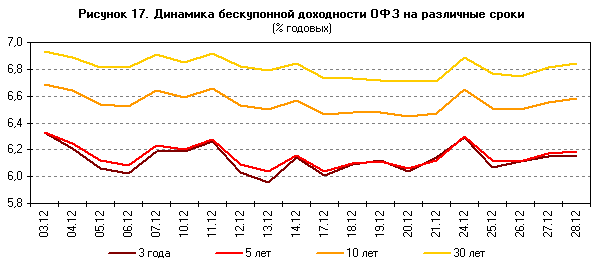 Рисунок 17. Динамика бескупонной доходности ОФЗ на различные сроки
(% годовых)
7,0
6,8
6,6
6,4
6,2
6,0
5,8
03.12 04.12 05.12 06.12 07.12 10.12 11.12 12.12 13.12 14.12 17.12 18.12 19.12 20.12 21.12 24.12 25.12 26.12 27.12 28.12
3 года 5 лет 10 лет 30 лет